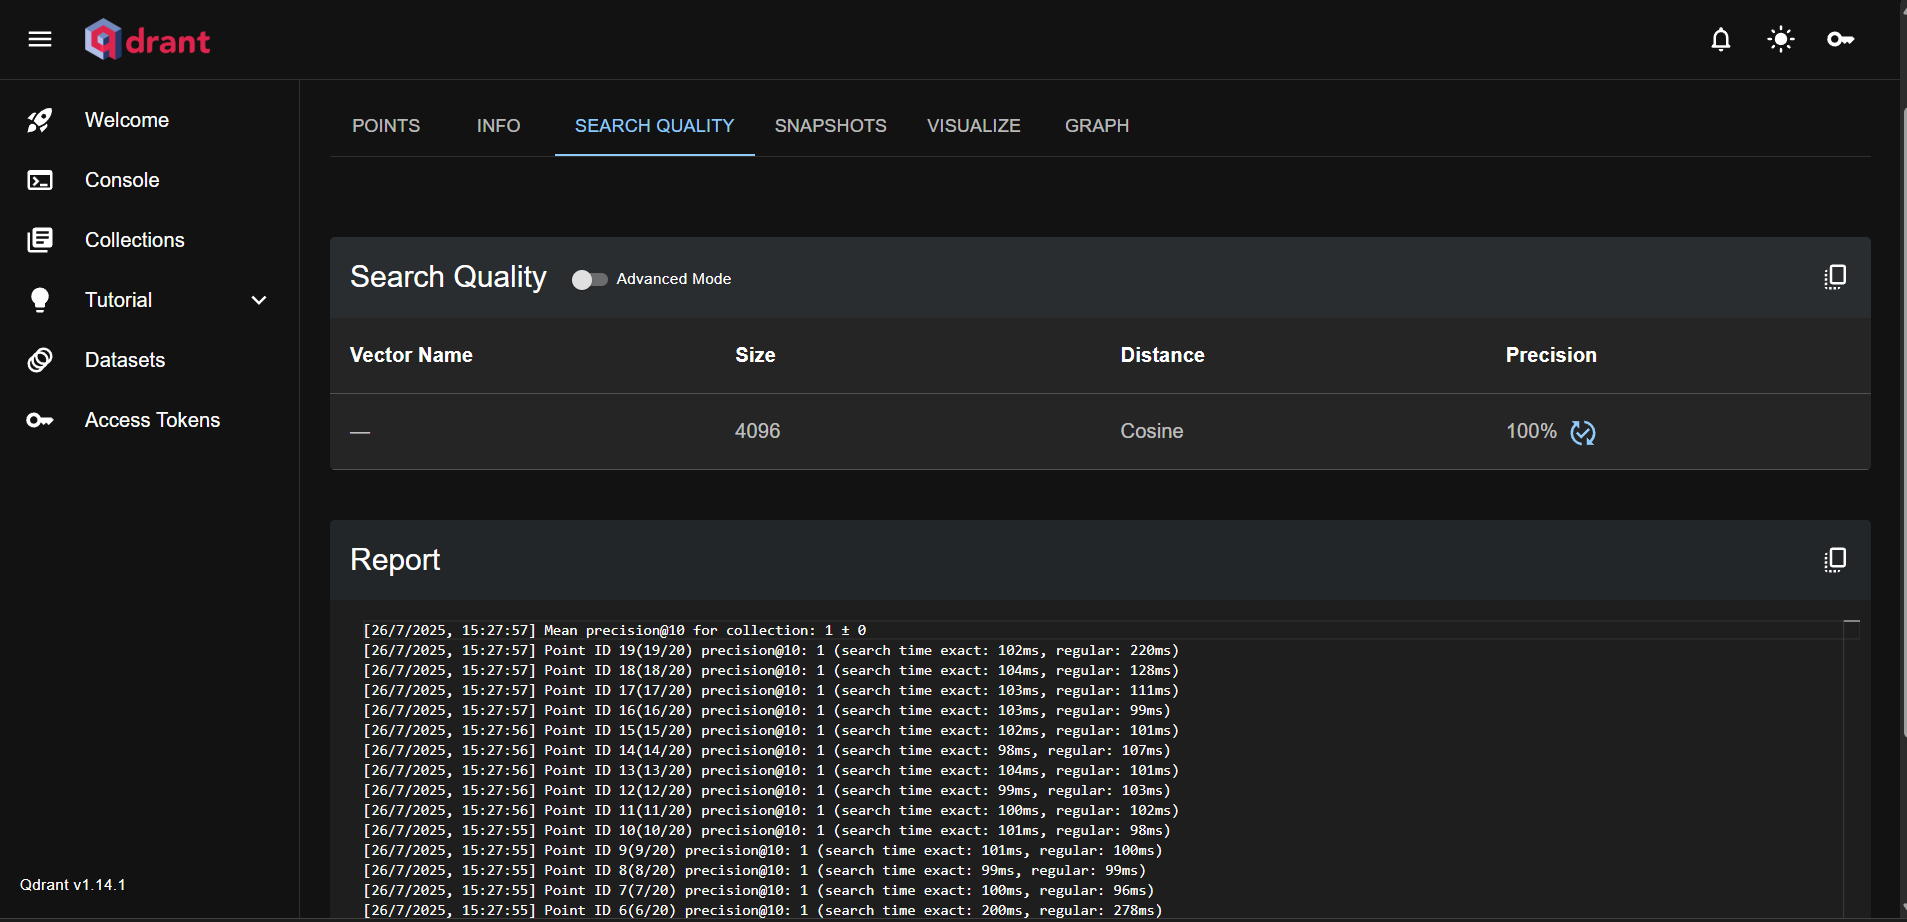 qdrant
Welcome
Console
Collections
Tutorial
Datasets
Access Tokens
Qdrant v1.14.1
POINTS INFO SEARCH QUALITY SNAPSHOTS VISUALIZE GRAPH
Search Quality Advanced Mode
Vector Name Size Distance Precision
— 4096 Cosine 100%
Report
[26/7/2025, 15:27:57] Mean precision@10 for collection: 1 ± 0
[26/7/2025, 15:27:57] Point ID 19(19/20) precision@10: 1 (search time exact: 102ms, regular: 220ms)
[26/7/2025, 15:27:57] Point ID 18(18/20) precision@10: 1 (search time exact: 104ms, regular: 128ms)
[26/7/2025, 15:27:57] Point ID 17(17/20) precision@10: 1 (search time exact: 103ms, regular: 111ms)
[26/7/2025, 15:27:57] Point ID 16(16/20) precision@10: 1 (search time exact: 103ms, regular: 99ms)
[26/7/2025, 15:27:56] Point ID 15(15/20) precision@10: 1 (search time exact: 102ms, regular: 101ms)
[26/7/2025, 15:27:56] Point ID 14(14/20) precision@10: 1 (search time exact: 98ms, regular: 107ms)
[26/7/2025, 15:27:56] Point ID 13(13/20) precision@10: 1 (search time exact: 104ms, regular: 101ms)
[26/7/2025, 15:27:56] Point ID 12(12/20) precision@10: 1 (search time exact: 99ms, regular: 103ms)
[26/7/2025, 15:27:56] Point ID 11(11/20) precision@10: 1 (search time exact: 100ms, regular: 102ms)
[26/7/2025, 15:27:55] Point ID 10(10/20) precision@10: 1 (search time exact: 101ms, regular: 98ms)
[26/7/2025, 15:27:55] Point ID 9(9/20) precision@10: 1 (search time exact: 101ms, regular: 100ms)
[26/7/2025, 15:27:55] Point ID 8(8/20) precision@10: 1 (search time exact: 99ms, regular: 99ms)
[26/7/2025, 15:27:55] Point ID 7(7/20) precision@10: 1 (search time exact: 100ms, regular: 96ms)
[26/7/2025, 15:27:55] Point ID 6(6/20) precision@10: 1 (search time exact: 200ms, regular: 278ms)